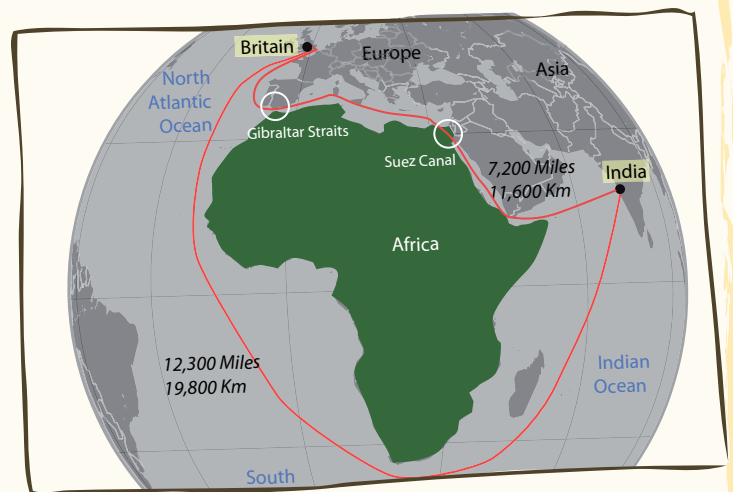 Britain
Europe
Asia
North
Atlantic
Ocean
Gibraltar Straits
Suez Canal
7,200 Miles
11,600 Km
India
Africa
12,300 Miles
19,800 Km
Indian
Ocean
South